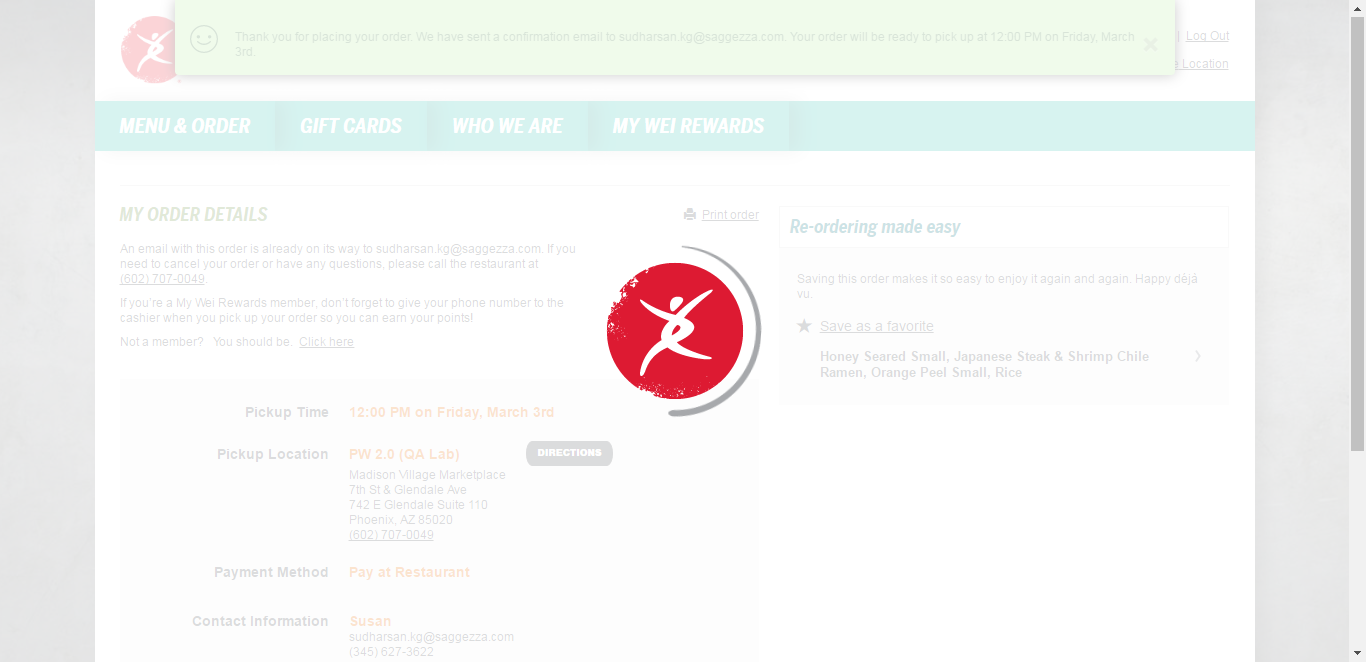 Thank you for placing your order. We have sent a confirmation email to sudharsan.kg@saggezza.com. Your order will be ready to pick up at 12:00 PM on Friday, March
3rd.
| Log Out
Location
MENU & ORDER GIFT CARDS WHO WE ARE MY WEI REWARDS
MY ORDER DETAILS
Print order
An email with this order is already on its way to sudharsan.kg@saggezza.com. If you
need to cancel your order or have any questions, please call the restaurant at
(602) 707-0049.
If you're a My Wei Rewards member, don't forget to give your phone number to the
cashier when you pick up your order so you can earn your points!
Not a member? You should be. Click here
Pickup Time 12:00 PM on Friday, March 3rd
Pickup Location PW 2.0 (QA Lab) DIRECTIONS
Madison Village Marketplace
7th St & Glendale Ave
742 E Glendale Suite 110
Phoenix, AZ 85020
(602) 707-0049
Payment Method Pay at Restaurant
Contact Information Susan
sudharsan.kg@saggezza.com
(345) 627-3622
Re-ordering made easy
Saving this order makes it so easy to enjoy it again and again. Happy dèjá
vu.
Save as a favorite
Honey Seared Small, Japanese Steak & Shrimp Chile
Ramen, Orange Peel Small, Rice